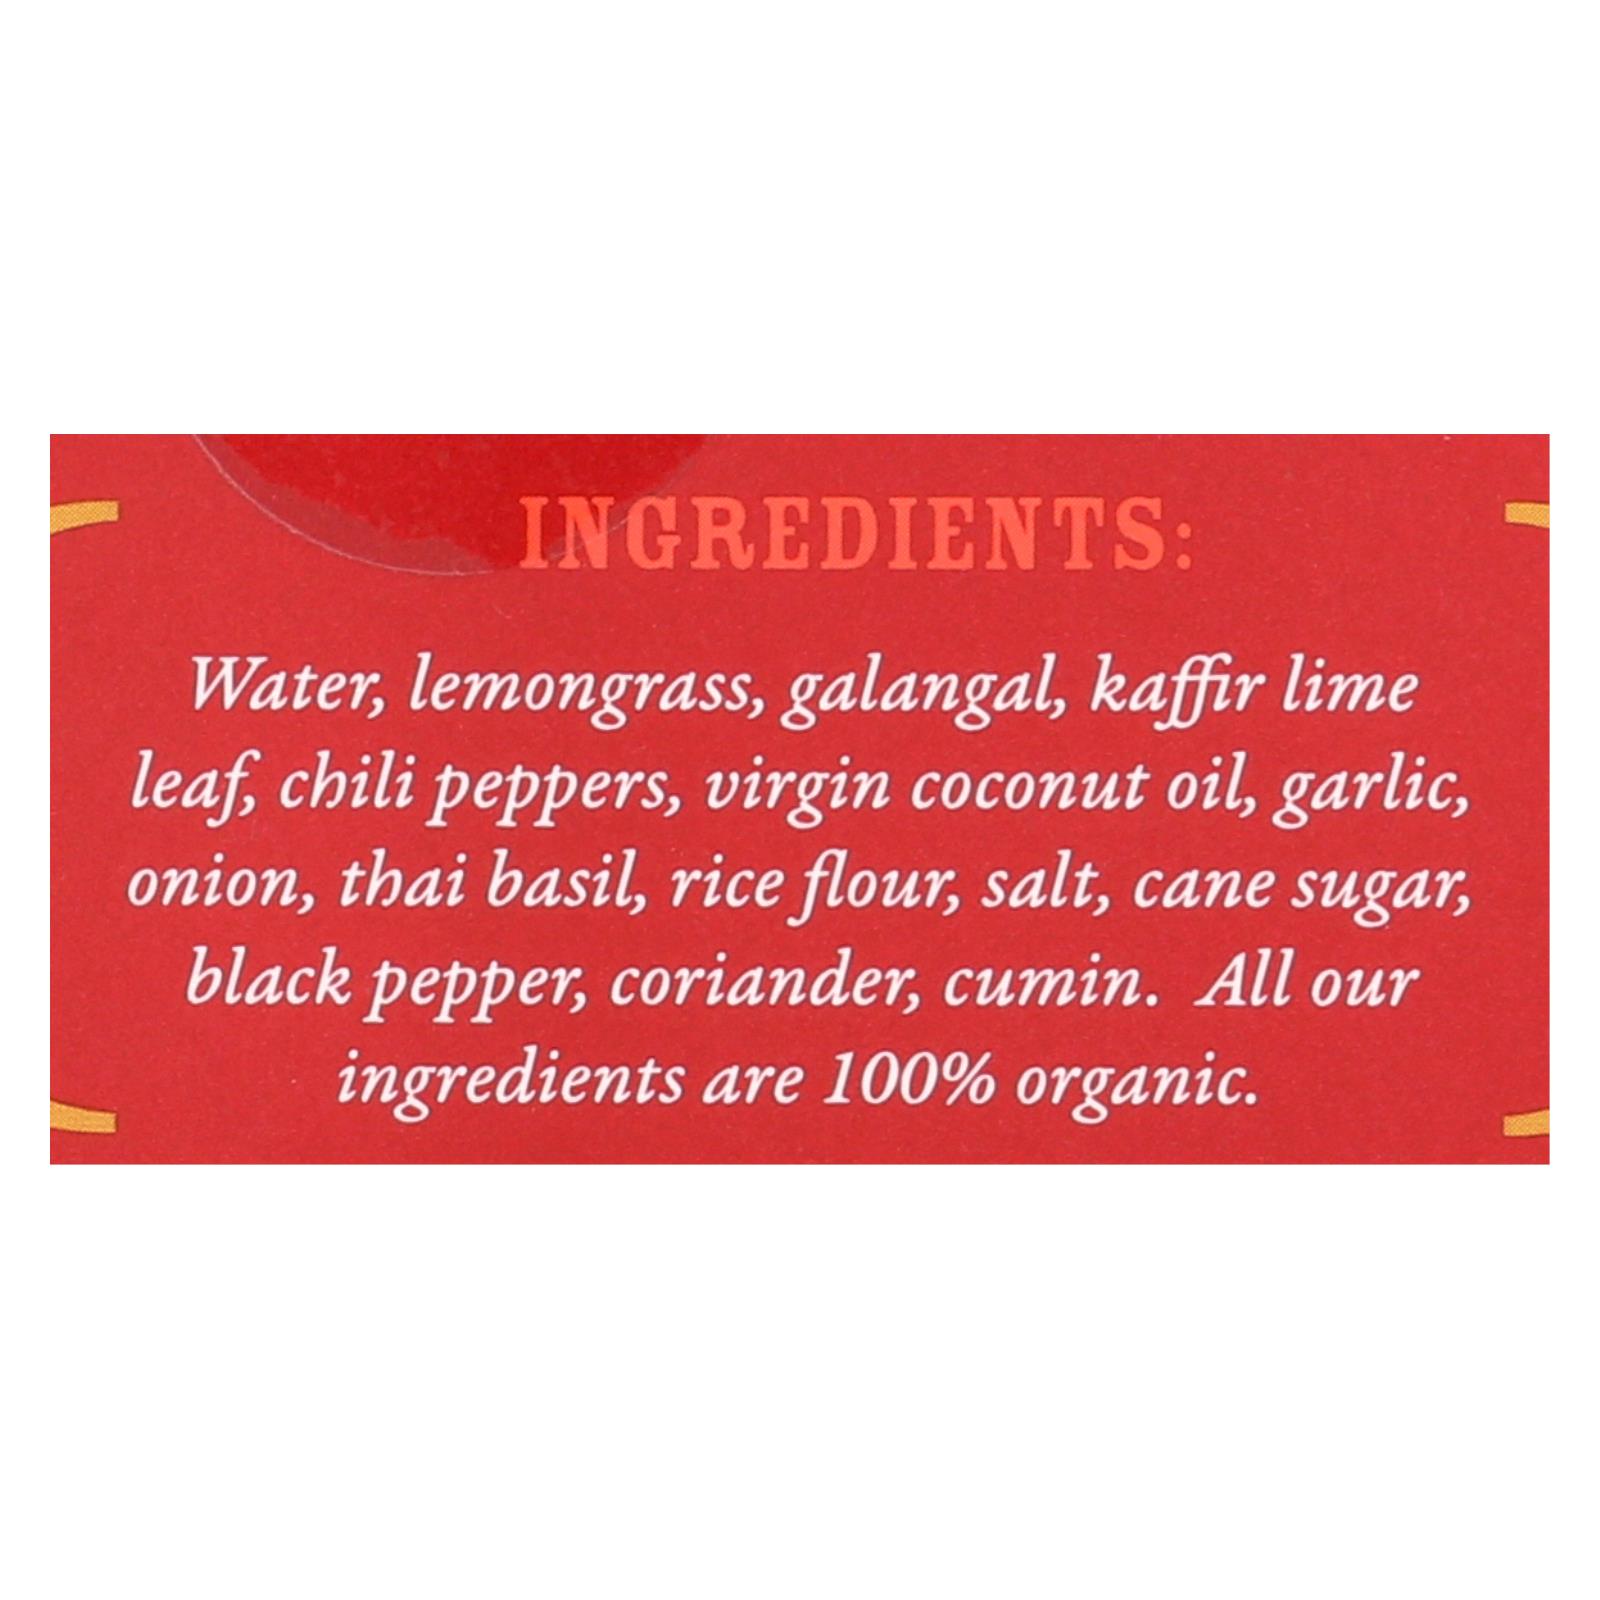 INGREDIENTS:
Water, lemongrass, galangal, kaffir lime
leaf, chili peppers, virgin coconut oil, garlic,
onion, thai basil, rice flour, salt, cane sugar,
black pepper, coriander, cumin.  All our
ingredients are 100% organic.